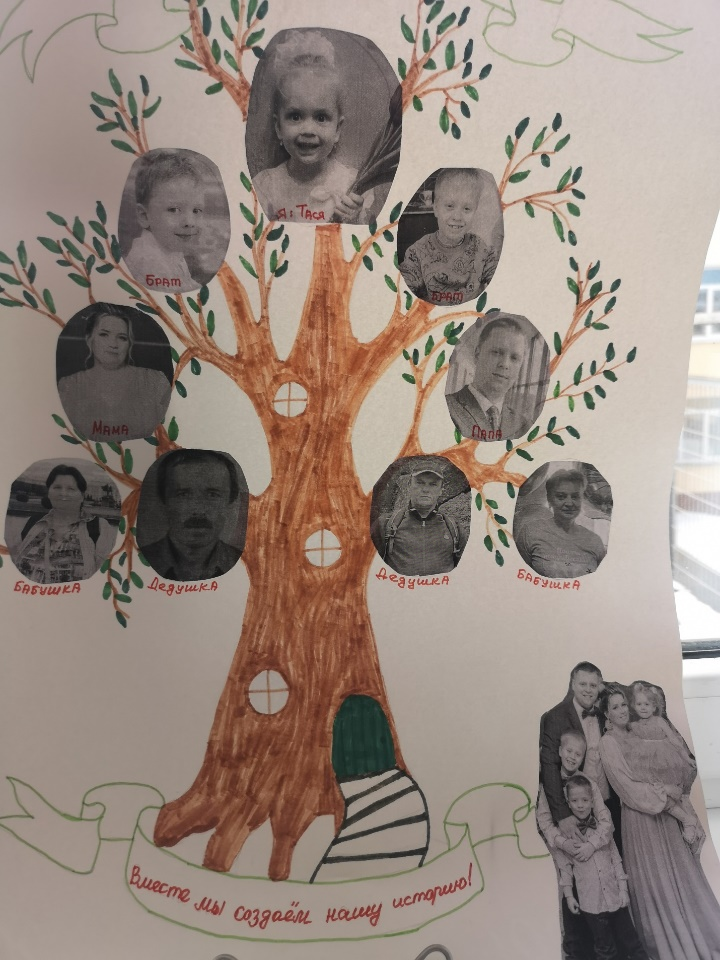 Я: Тася
Брат
Брат
Мама
Папа
Бабушка
Дедушка
Дедушка
Бабушка
Вместе мы создаём нашу историю!